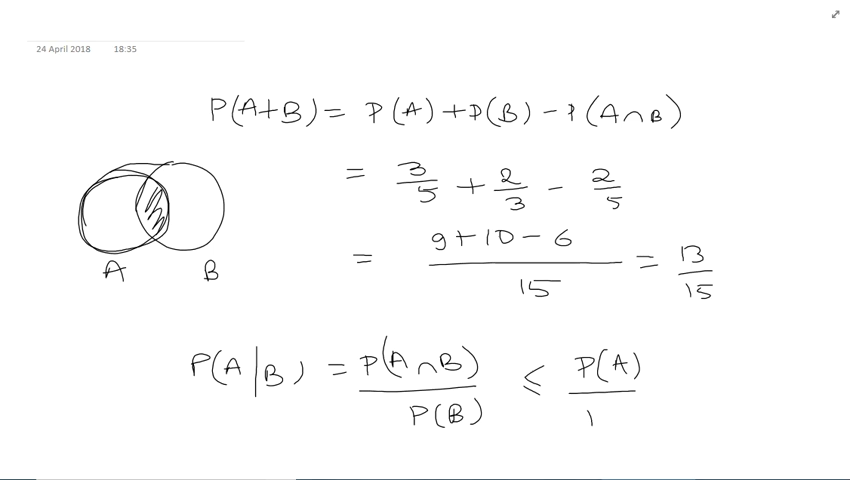 24 April 2018 18:35
P(A+B) = P(A) + P(B) - P(A∩B)
= 3/5 + 2/3 - 2/5
= (9+10-6)/15 = 13/15
A B
P(A|B) = P(A∩B)/P(B) ≤ P(A)/1